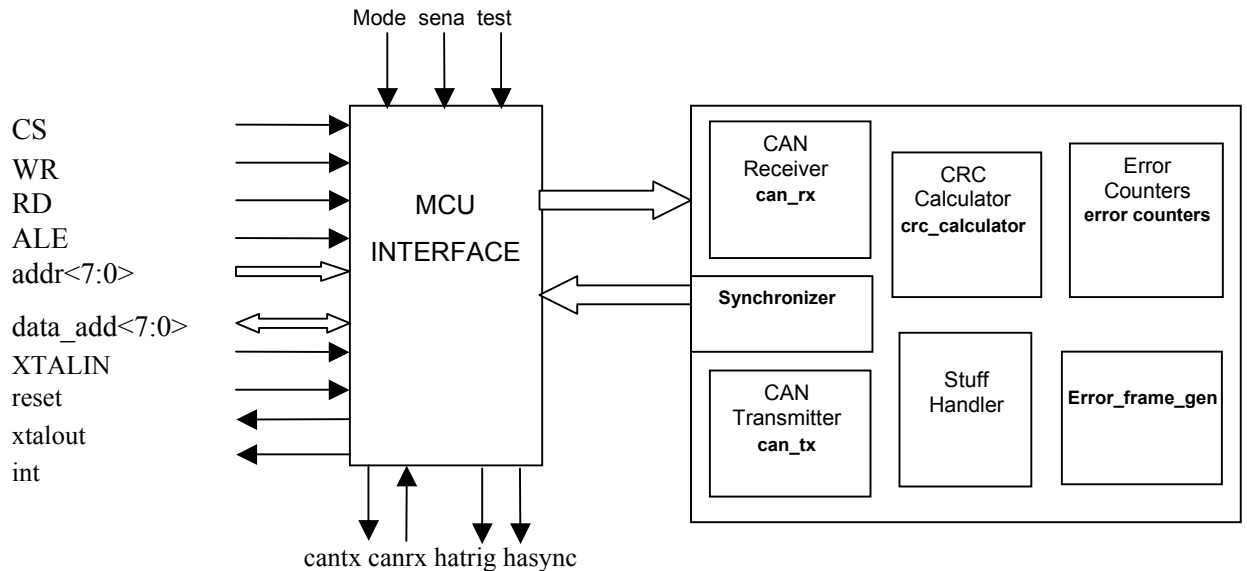 Mode sena test
CS
WR
RD
ALE
addr<7:0>
data_add<7:0>
XTALIN
reset
xtalout
int
MCU
INTERFACE
cantx canrx hatrig hasync
CAN
Receiver
can_rx
CRC
Calculator
crc_calculator
Error
Counters
error counters
Synchronizer
CAN
Transmitter
can_tx
Stuff
Handler
Error_frame_gen